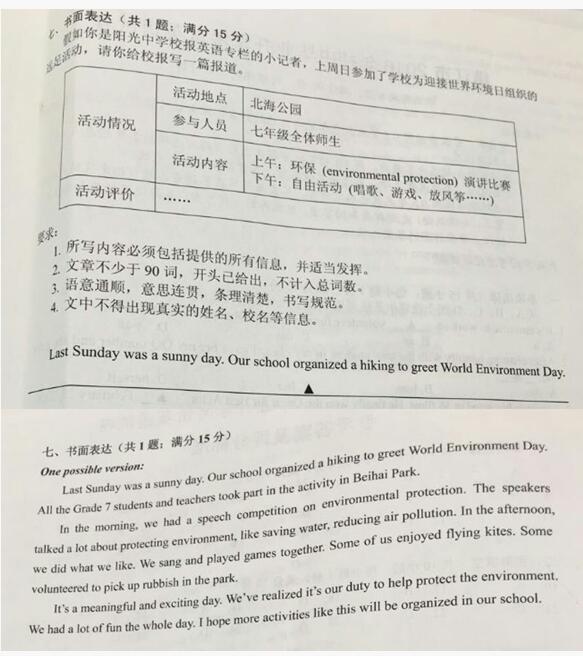 七、书面表达（共1题；满分15分）
假如你是阳光中学校报英语专栏的小记者，上周日参加了学校为迎接世界环境日组织的
远足活动，请你给校报写一篇报道。
活动情况
活动地点
北海公园
参与人员
七年级全体师生
活动内容
上午：环保 (environmental protection) 演讲比赛
下午：自由活动 (唱歌、游戏、放风筝……)
活动评价
……
要求：
1. 所写内容必须包括提供的所有信息，并适当发挥。
2. 文章不少于 90 词，开头已给出，不计入总词数。
3. 语意通顺，意思连贯，条理清楚，书写规范。
4. 文中不得出现真实的姓名、校名等信息。
Last Sunday was a sunny day. Our school organized a hiking to greet World Environment Day.
▲
七、书面表达（共1题；满分15分）
One possible version:
Last Sunday was a sunny day. Our school organized a hiking to greet World Environment Day.
All the Grade 7 students and teachers took part in the activity in Beihai Park.
In the morning, we had a speech competition on environmental protection. The speakers
talked a lot about protecting environment, like saving water, reducing air pollution. In the afternoon,
we did what we like. We sang and played games together. Some of us enjoyed flying kites. Some
volunteered to pick up rubbish in the park.
It's a meaningful and exciting day. We've realized it's our duty to help protect the environment.
We had a lot of fun the whole day. I hope more activities like this will be organized in our school.